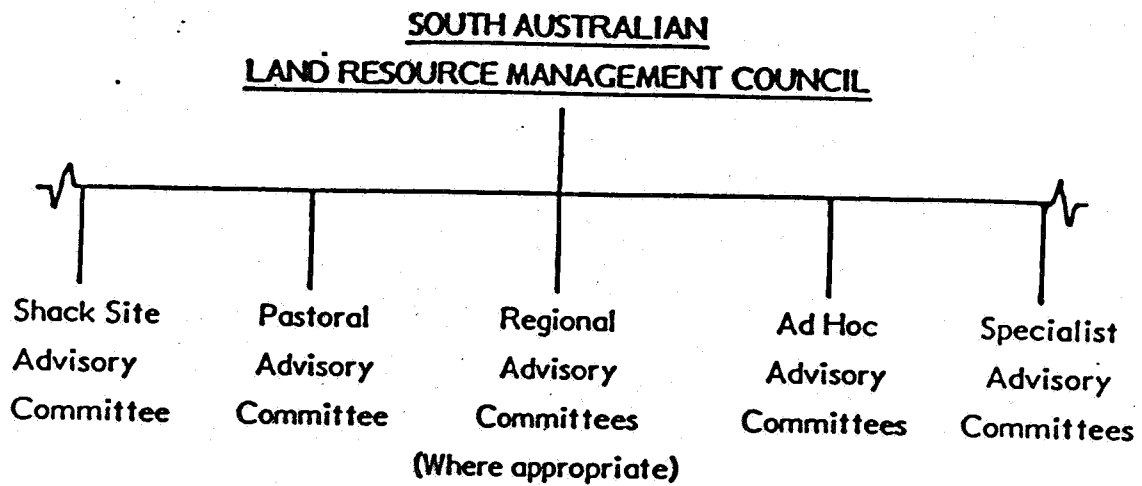 SOUTH AUSTRALIAN
LAND RESOURCE MANAGEMENT COUNCIL
Shack Site
Advisory
Committee
Pastoral
Advisory
Committee
Regional
Advisory
Committees
(Where appropriate)
Ad Hoc
Advisory
Committees
Specialist
Advisory
Committees